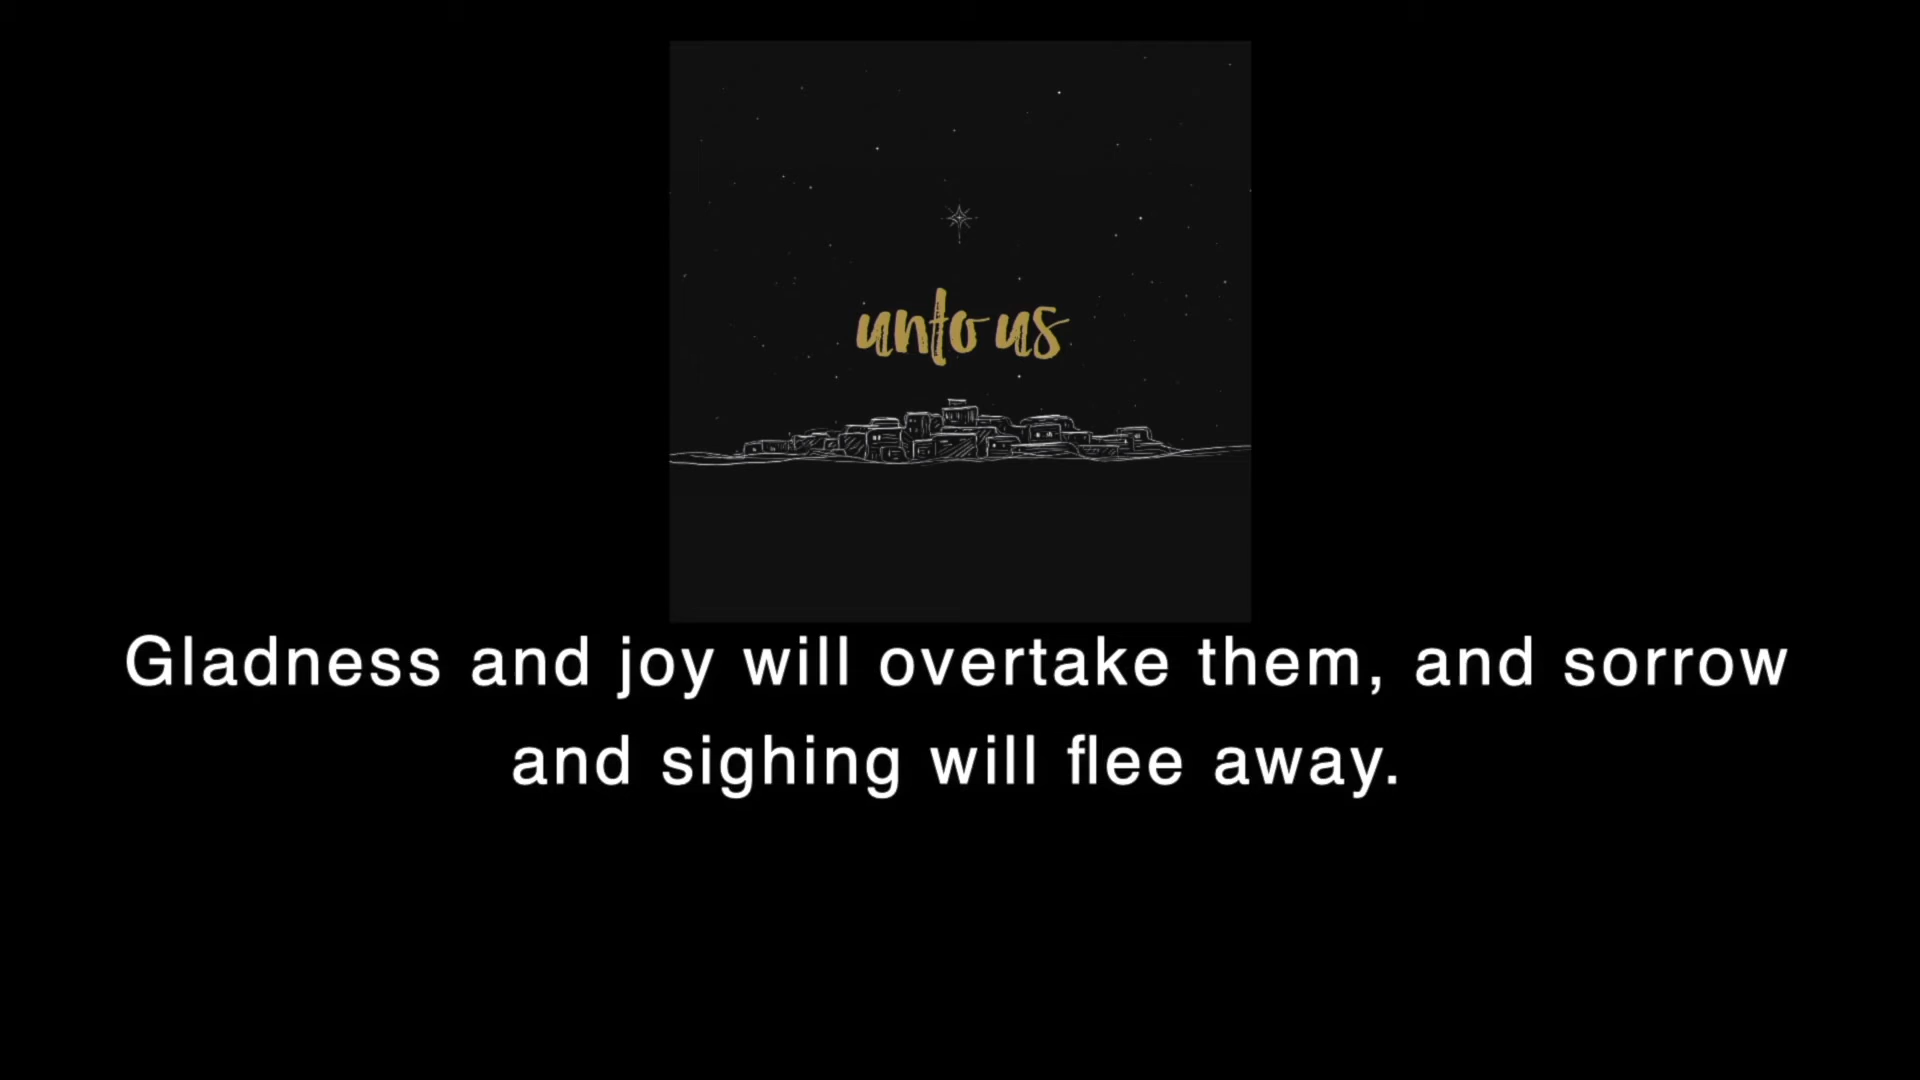 unto us
Gladness and joy will overtake them, and sorrow
and sighing will flee away.